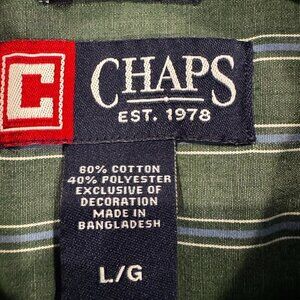 C
CHAPS
EST. 1978
60% COTTON
40% POLYESTER
EXCLUSIVE OF
DECORATION
MADE IN
BANGLADESH
L/G